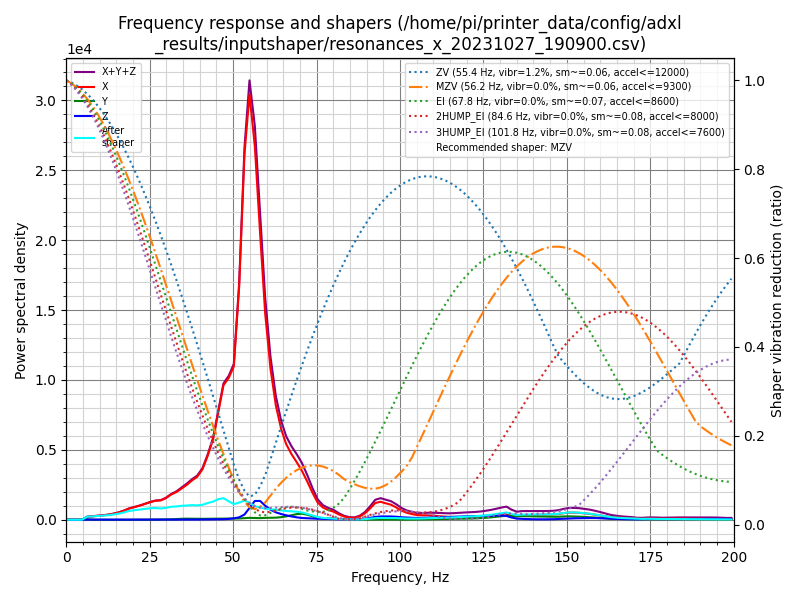 Frequency response and shapers (/home/pi/printer_data/config/adxl
_results/inputshaper/resonances_x_20231027_190900.csv)
1e4
X+Y+Z
X
Y
Z
After
shaper
ZV (55.4 Hz, vibr=1.2%, sm~=0.06, accel<=12000)
MZV (56.2 Hz, vibr=0.0%, sm~=0.06, accel<=9300)
EI (67.8 Hz, vibr=0.0%, sm~=0.07, accel<=8600)
2HUMP_EI (84.6 Hz, vibr=0.0%, sm~=0.08, accel<=8000)
3HUMP_EI (101.8 Hz, vibr=0.0%, sm~=0.08, accel<=7600)
Recommended shaper: MZV
Power spectral density
3.0
2.5
2.0
1.5
1.0
0.5
0.0
1.0
0.8
0.6
0.4
0.2
0.0
Shaper vibration reduction (ratio)
0 25 50 75 100 125 150 175 200
Frequency, Hz